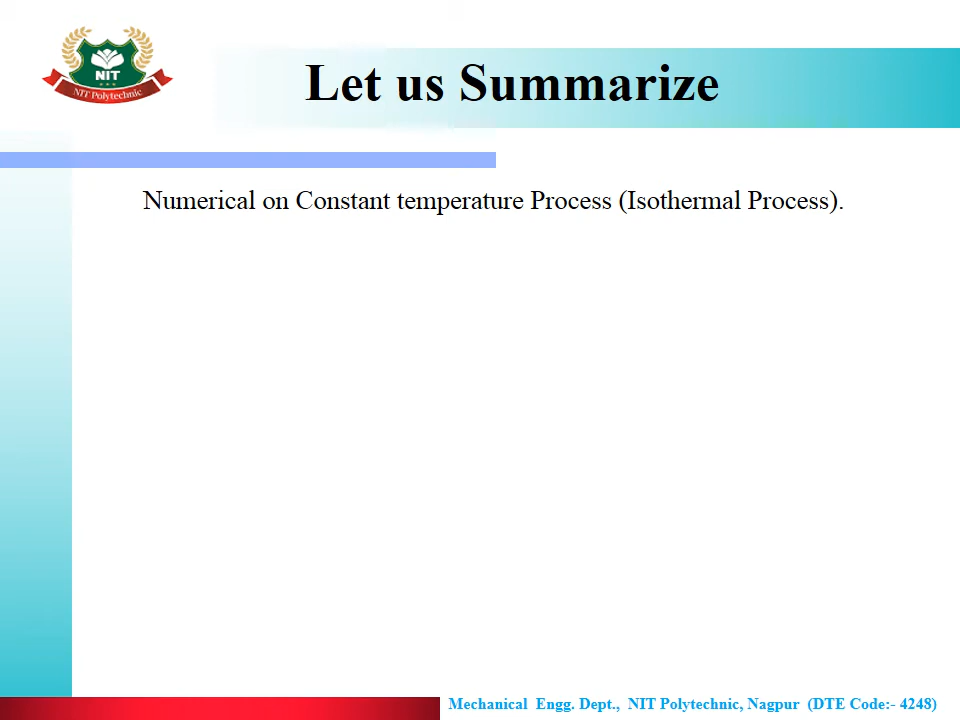 NIT
NIT Polytechnic
Let us Summarize
Numerical on Constant temperature Process (Isothermal Process).
Mechanical Engg. Dept., NIT Polytechnic, Nagpur (DTE Code:- 4248)